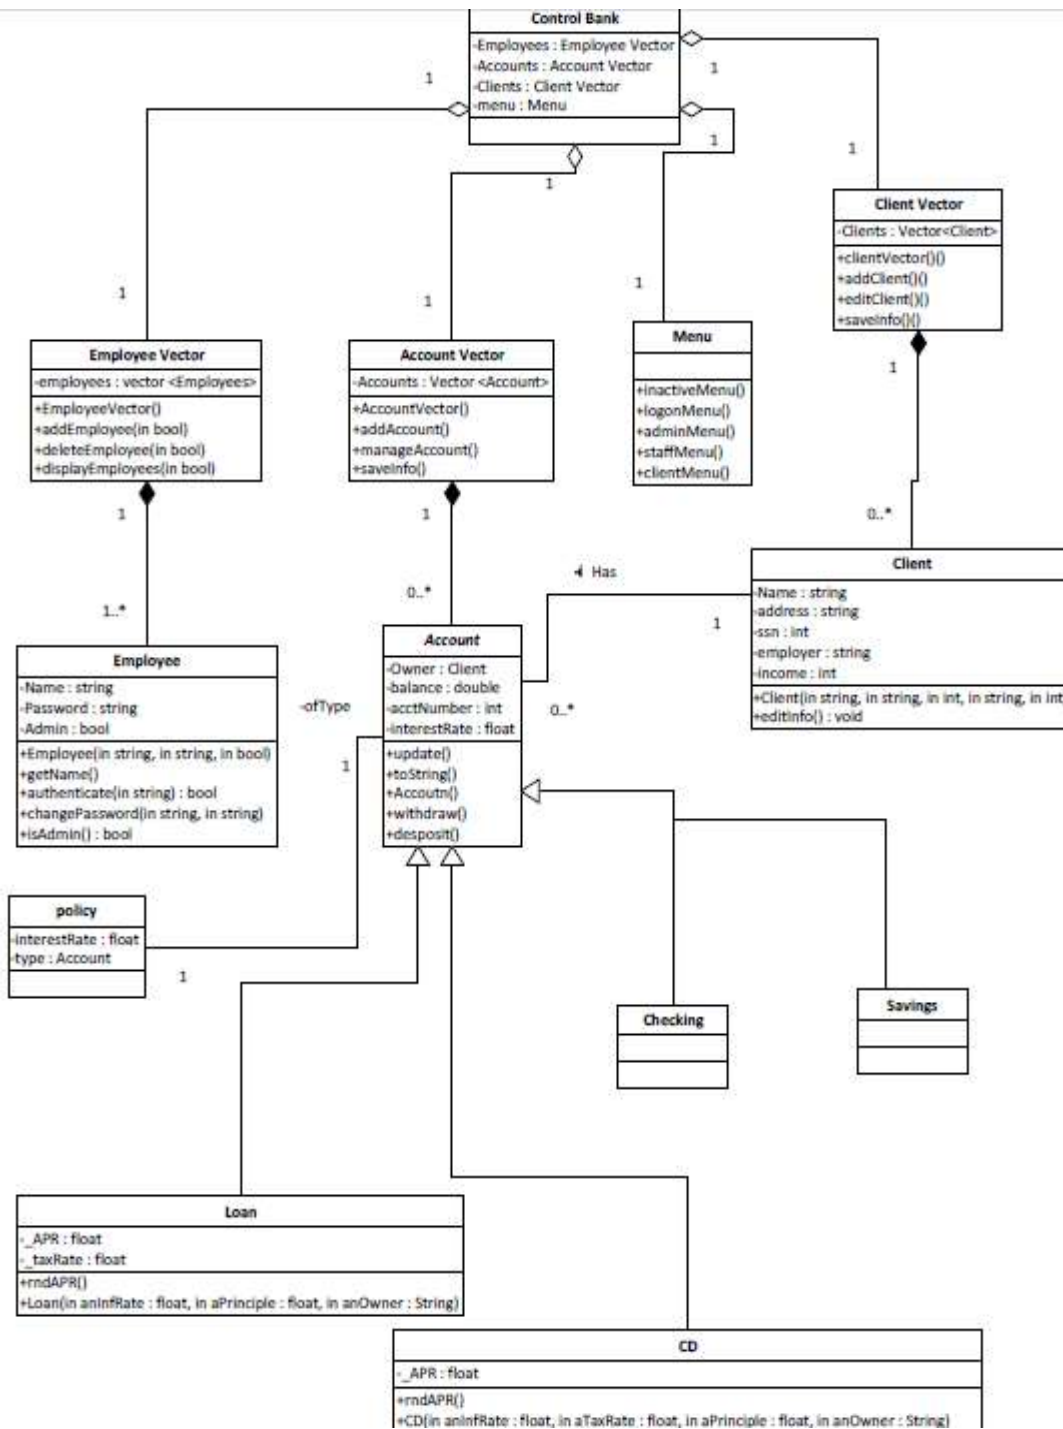 Control Bank
-Employees : Employee Vector
-Accounts : Account Vector
-Clients : Client Vector
-menu : Menu
1
1
1
1
1
Client Vector
-Clients : Vector<Client>
+clientVector()()
+addClient()()
+editClient()()
+saveInfo()()
1
1
1
1
Employee Vector
-employees : vector <Employees>
+EmployeeVector()
+addEmployee(in bool)
+deleteEmployee(in bool)
+displayEmployees(in bool)
Account Vector
-Accounts : Vector <Account>
+AccountVector()
+addAccount()
+manageAccount()
+saveInfo()
Menu
+inactiveMenu()
+logonMenu()
+adminMenu()
+staffMenu()
+clientMenu()
1
1
0..*
1..*
0..*
Has
Client
-Name : string
-address : string
-ssn : int
-employer : string
-income : int
+Client(in string, in string, in int, in string, in int
+editInfo() : void
1
0..*
Employee
-Name : string
-Password : string
-Admin : bool
+Employee(in string, in string, in bool)
+getName()
+authenticate(in string) : bool
+changePassword(in string, in string)
+isAdmin() : bool
Account
-Owner : Client
-balance : double
-acctNumber : int
-interestRate : float
+update()
+toString()
+Accoutn()
+withdraw()
+desposit()
-ofType
1
policy
-interestRate : float
-type : Account
1
Checking
Savings
Loan
-_APR : float
-_taxRate : float
+rndAPR()
+Loan(in anInfRate : float, in aPrinciple : float, in anOwner : String)
CD
-_APR : float
+rndAPR()
+CD(in anInfRate : float, in aTaxRate : float, in aPrinciple : float, in anOwner : String)